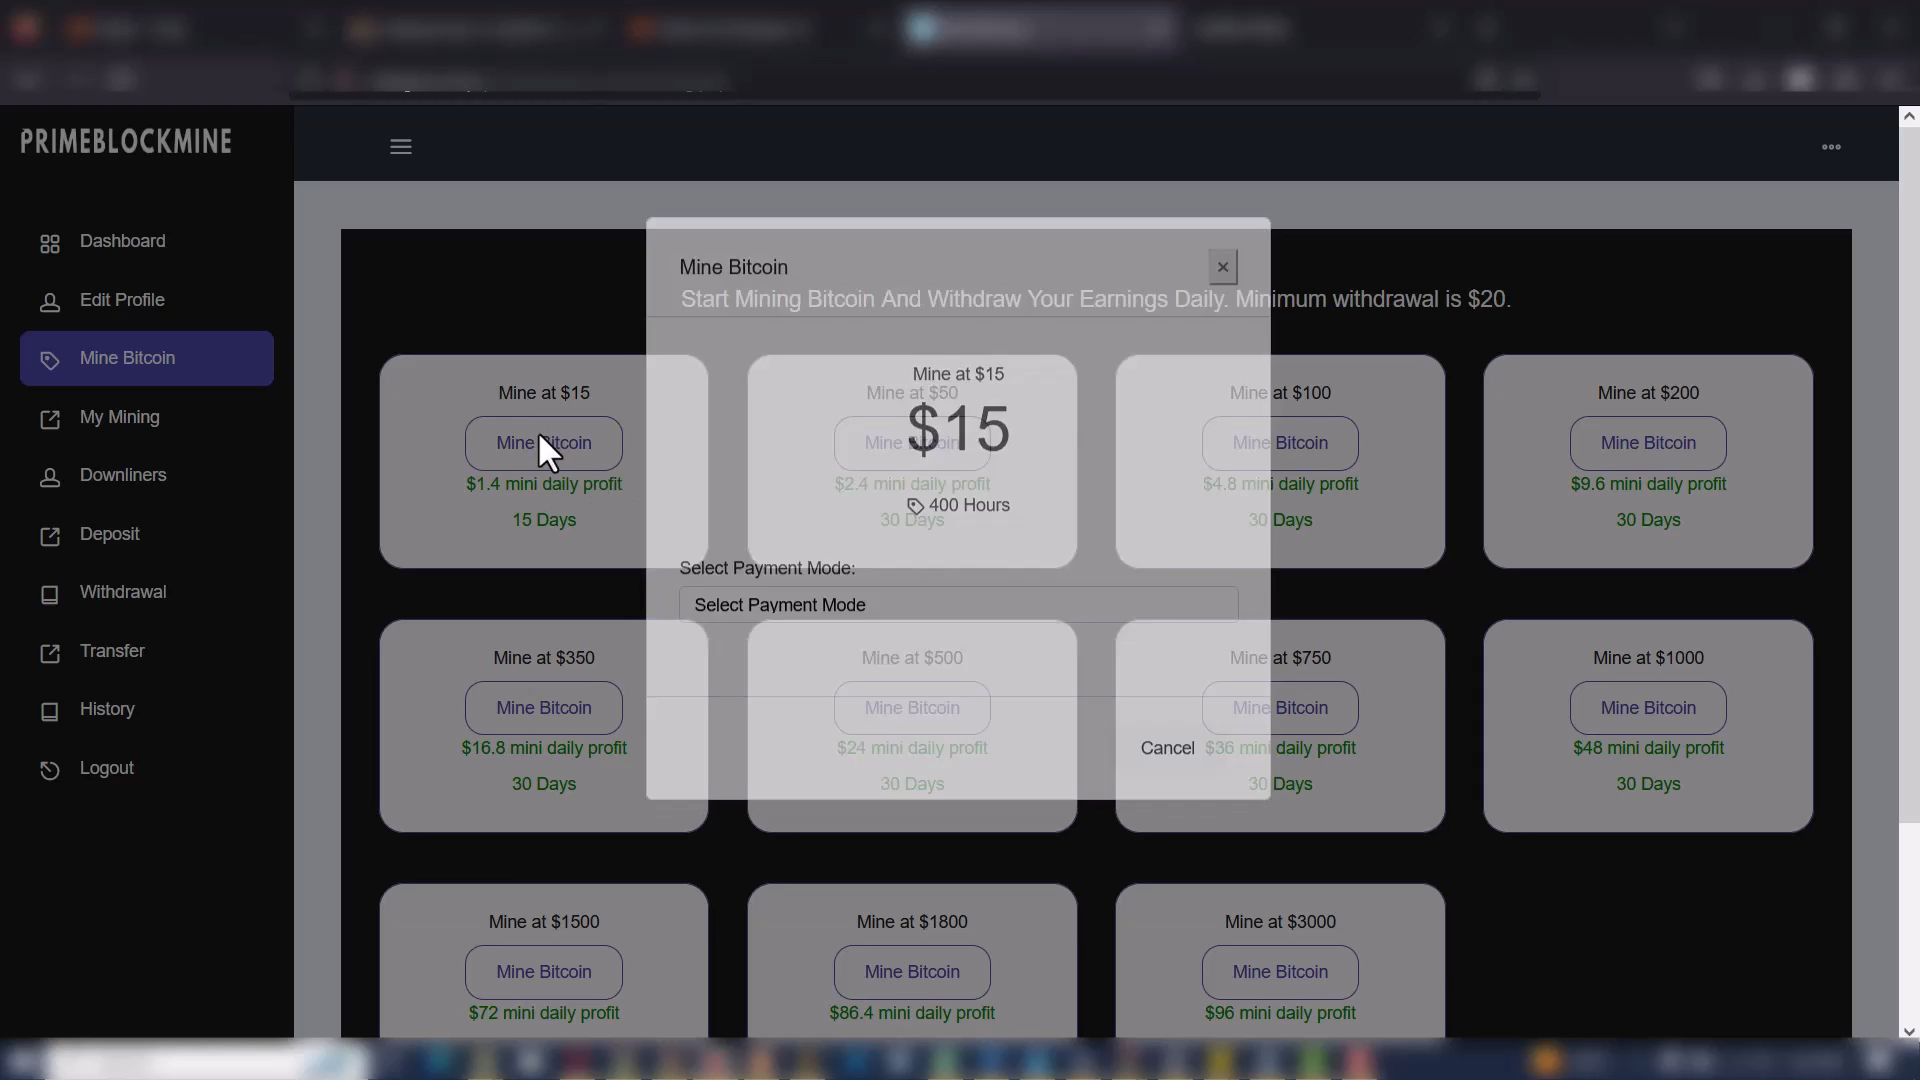 PRIMEBLOCKMINE
Dashboard
Edit Profile
Mine Bitcoin
My Mining
Downliners
Deposit
Withdrawal
Transfer
History
Logout
Mine Bitcoin
×
Start Mining Bitcoin And Withdraw Your Earnings Daily. Minimum withdrawal is $20.
Mine at $15
$15
400 Hours
Select Payment Mode:
Select Payment Mode
Cancel
Mine at $15
Mine Bitcoin
$1.4 mini daily profit
15 Days
Mine at $50
Mine Bitcoin
$2.4 mini daily profit
30 Days
Mine at $100
Mine Bitcoin
$4.8 mini daily profit
30 Days
Mine at $200
Mine Bitcoin
$9.6 mini daily profit
30 Days
Mine at $350
Mine Bitcoin
$16.8 mini daily profit
30 Days
Mine at $500
Mine Bitcoin
$24 mini daily profit
30 Days
Mine at $750
Mine Bitcoin
$36 mini daily profit
30 Days
Mine at $1000
Mine Bitcoin
$48 mini daily profit
30 Days
Mine at $1500
Mine Bitcoin
$72 mini daily profit
Mine at $1800
Mine Bitcoin
$86.4 mini daily profit
Mine at $3000
Mine Bitcoin
$96 mini daily profit